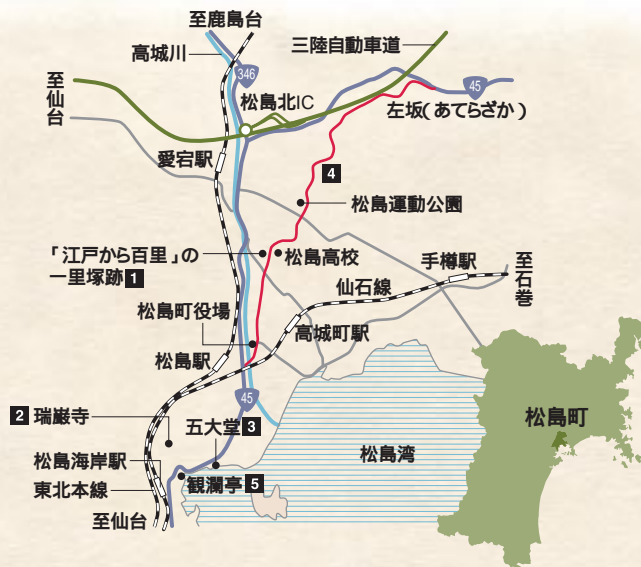 至鹿島台
高城川
三陸自動車道
346
至仙台
松島北IC
45
左坂(あてらざか)
愛宕駅
4
松島運動公園
「江戸から百里」の
一里塚跡 1
松島高校
手樽駅
至石巻
仙石線
松島町役場
高城町駅
松島駅
45
2 瑞巌寺
五大堂 3
松島町
松島湾
松島海岸駅
観瀾亭 5
東北本線
至仙台